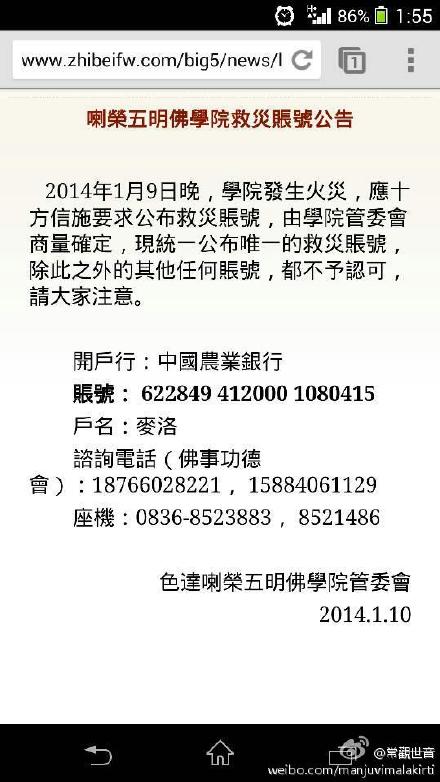 86% 1:55
www.zhibeifw.com/big5/news/l
1
喇榮五明佛學院救災賬號公告
2014年1月9日晚，學院發生火災，應十
方信施要求公布救災賬號，由學院管委會
商量確定，現統一公布唯一的救災賬號，
除此之外的其他任何賬號，都不予認可，
請大家注意。
開戶行：中國農業銀行
賬號： 622849 412000 1080415
戶名：麥洛
諮詢電話（佛事功德
會）：18766028221， 15884061129
座機：0836-8523883， 8521486
色達喇榮五明佛學院管委會
2014.1.10
@常觀世音
weibo.com/manjuvimalakirti